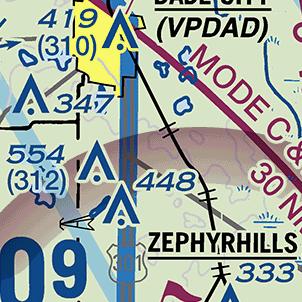 DADE CITY
419
(310)
(VPDAD)
347
MODE C &
30 N
554
(312)
448
ZEPHYRHILLS
09
301
333